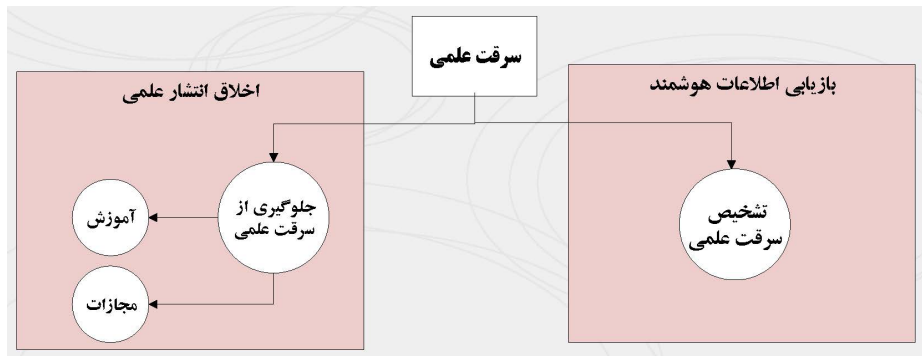 سرقت علمی
بازیابی اطلاعات هوشمند
تشخیص
سرقت علمی
اخلاق انتشار علمی
جلوگیری از
سرقت علمی
آموزش
مجازات